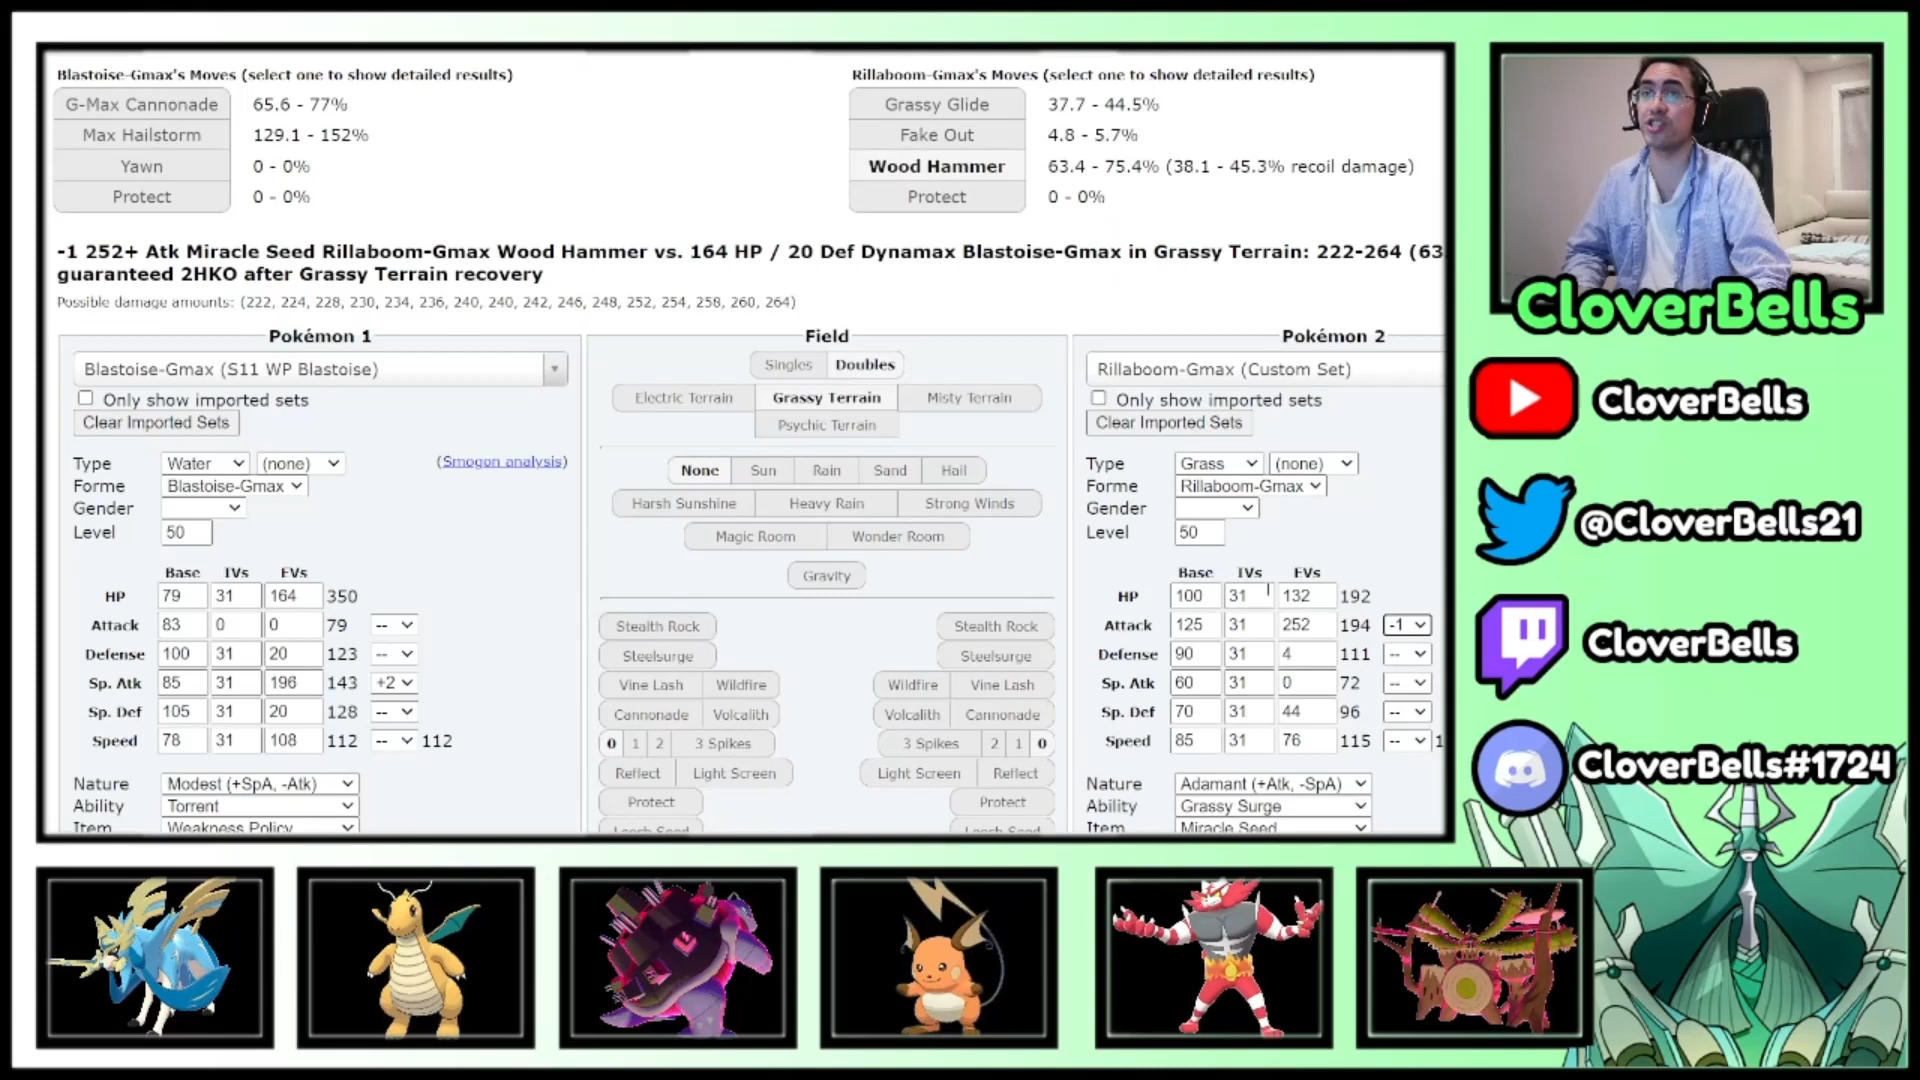 Blastoise-Gmax's Moves (select one to show detailed results)
G-Max Cannonade 65.6 - 77%
Max Hailstorm 129.1 - 152%
Yawn 0 - 0%
Protect 0 - 0%
Rillaboom-Gmax's Moves (select one to show detailed results)
Grassy Glide 37.7 - 44.5%
Fake Out 4.8 - 5.7%
Wood Hammer 63.4 - 75.4% (38.1 - 45.3% recoil damage)
Protect 0 - 0%
-1 252+ Atk Miracle Seed Rillaboom-Gmax Wood Hammer vs. 164 HP / 20 Def Dynamax Blastoise-Gmax in Grassy Terrain: 222-264 (63
guaranteed 2HKO after Grassy Terrain recovery
Possible damage amounts: (222, 224, 228, 230, 234, 236, 240, 240, 242, 246, 248, 252, 254, 258, 260, 264)
Pokémon 1
Blastoise-Gmax (S11 WP Blastoise)
Only show imported sets
Clear Imported Sets
Type Water (none) (Smogon analysis)
Forme Blastoise-Gmax
Gender
Level 50
Base IVs EVs
HP 79 31 164 350
Attack 83 0 0 79 --
Defense 100 31 20 123 --
Sp. Atk 85 31 196 143 +2
Sp. Def 105 31 20 128 --
Speed 78 31 108 112 -- 112
Nature Modest (+SpA, -Atk)
Ability Torrent
Item Weakness Policy
Field
Singles Doubles
Electric Terrain Grassy Terrain Misty Terrain
Psychic Terrain
None Sun Rain Sand Hail
Harsh Sunshine Heavy Rain Strong Winds
Magic Room Wonder Room
Gravity
Stealth Rock Stealth Rock
Steelsurge Steelsurge
Vine Lash Wildfire Wildfire Vine Lash
Cannonade Volcalith Volcalith Cannonade
0 1 2 3 Spikes 3 Spikes 2 1 0
Reflect Light Screen Light Screen Reflect
Protect Protect
Leech Seed Leech Seed
Pokémon 2
Rillaboom-Gmax (Custom Set)
Only show imported sets
Clear Imported Sets
Type Grass (none)
Forme Rillaboom-Gmax
Gender
Level 50
Base IVs EVs
HP 100 31 132 192
Attack 125 31 252 194 -1
Defense 90 31 4 111 --
Sp. Atk 60 31 0 72 --
Sp. Def 70 31 44 96 --
Speed 85 31 76 115 -- 1
Nature Adamant (+Atk, -SpA)
Ability Grassy Surge
Item Miracle Seed
CloverBells
CloverBells
@CloverBells21
CloverBells
CloverBells#1724